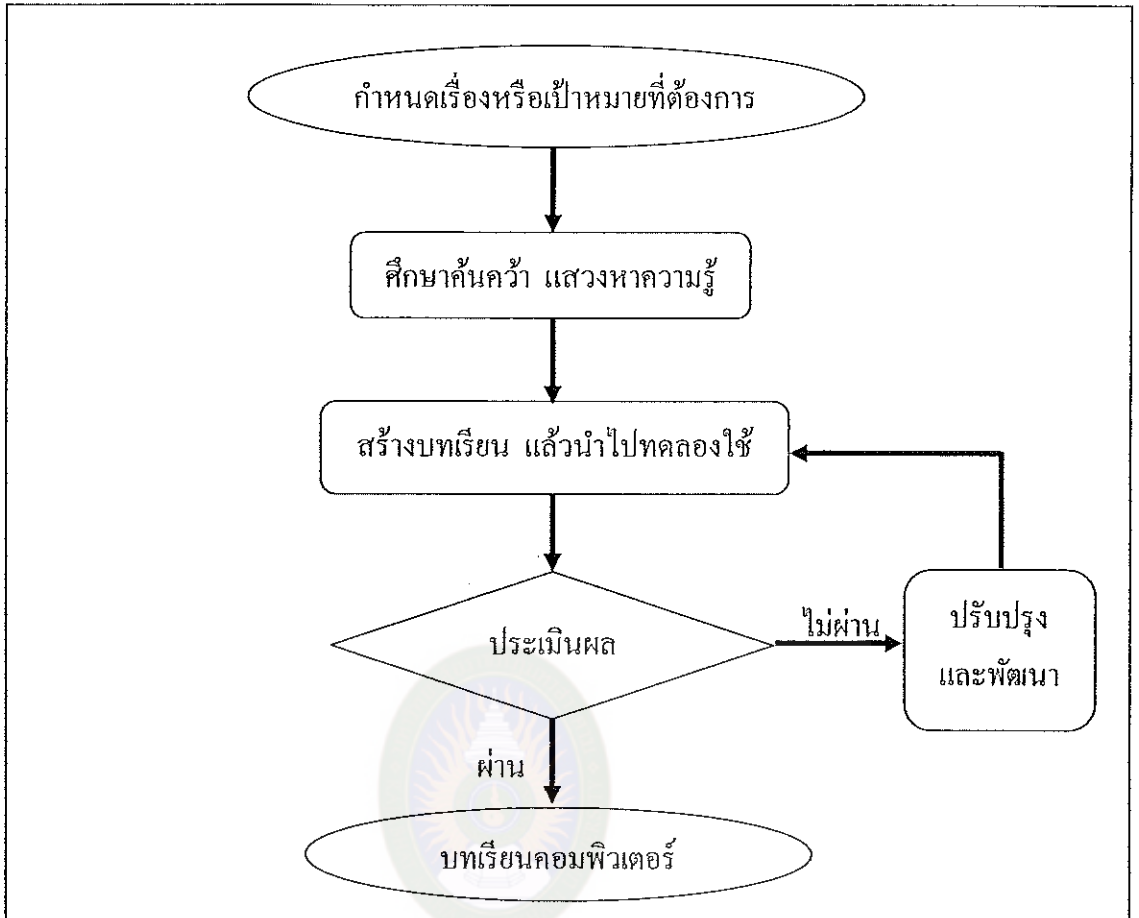 กำหนดเรื่องหรือเป้าหมายที่ต้องการ
ศึกษาค้นคว้า แสวงหาความรู้
สร้างบทเรียน แล้วนำไปทดลองใช้
ประเมินผล
ไม่ผ่าน
ปรับปรุง
และพัฒนา
ผ่าน
บทเรียนคอมพิวเตอร์